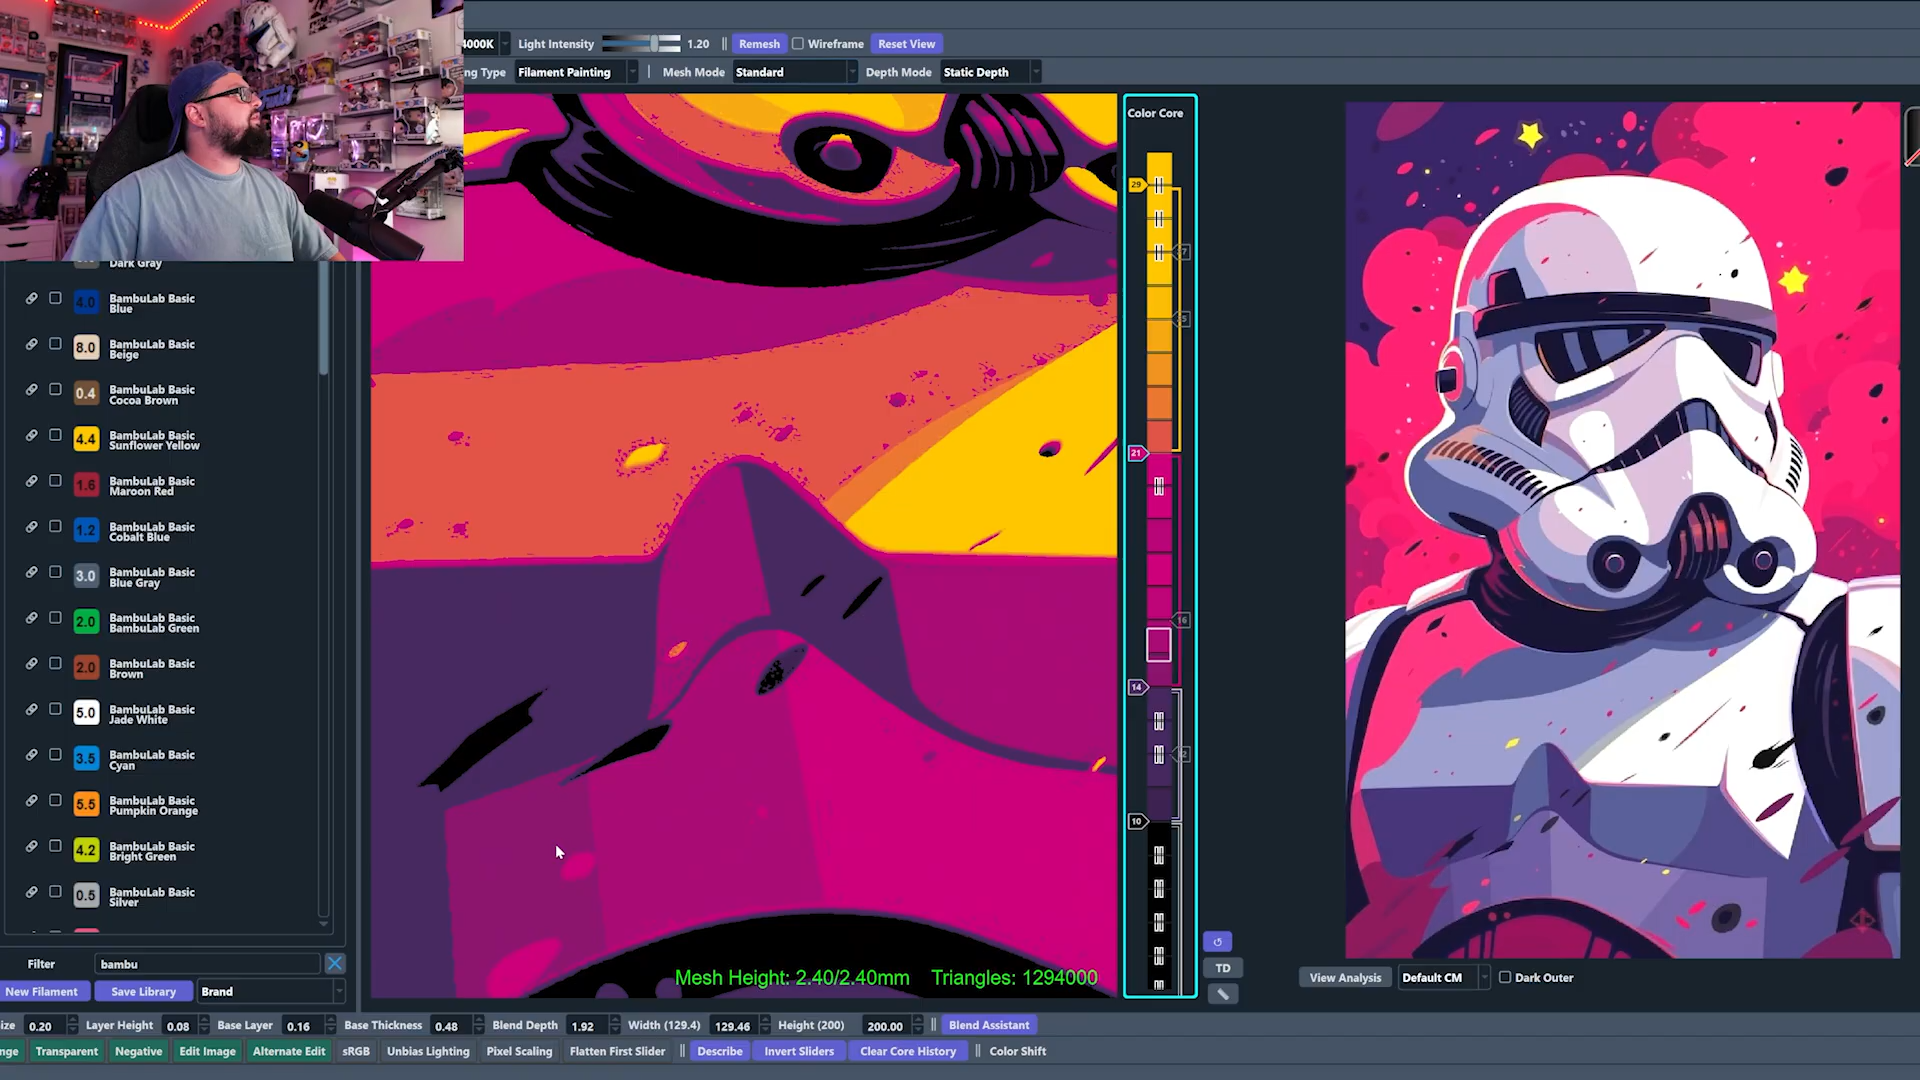 4000K Light Intensity 1.20 Remesh Wireframe Reset View
ng Type Filament Painting Mesh Mode Standard Depth Mode Static Depth
Color Core
Dark Gray
4.0 BambuLab Basic
Blue
8.0 BambuLab Basic
Beige
0.4 BambuLab Basic
Cocoa Brown
4.4 BambuLab Basic
Sunflower Yellow
1.6 BambuLab Basic
Maroon Red
1.2 BambuLab Basic
Cobalt Blue
3.0 BambuLab Basic
Blue Gray
2.0 BambuLab Basic
BambuLab Green
2.0 BambuLab Basic
Brown
5.0 BambuLab Basic
Jade White
3.5 BambuLab Basic
Cyan
5.5 BambuLab Basic
Pumpkin Orange
4.2 BambuLab Basic
Bright Green
0.5 BambuLab Basic
Silver
29
21
16
14
10
Mesh Height: 2.40/2.40mm Triangles: 1294000
TD
View Analysis Default CM Dark Outer
Filter bambu
New Filament Save Library Brand
ize 0.20 Layer Height 0.08 Base Layer 0.16 Base Thickness 0.48 Blend Depth 1.92 Width (129.4) 129.46 Height (200) 200.00 Blend Assistant
nge Transparent Negative Edit Image Alternate Edit sRGB Unbias Lighting Pixel Scaling Flatten First Slider Describe Invert Sliders Clear Core History Color Shift